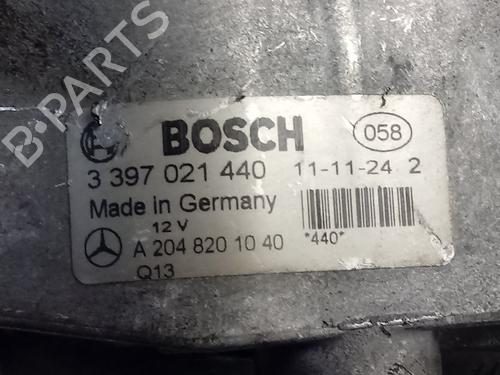 B-PARTS
BOSCH 058
3 397 021 440 11-11-24 2
Made in Germany
12 V
A 204 820 10 40 *440*
Q13